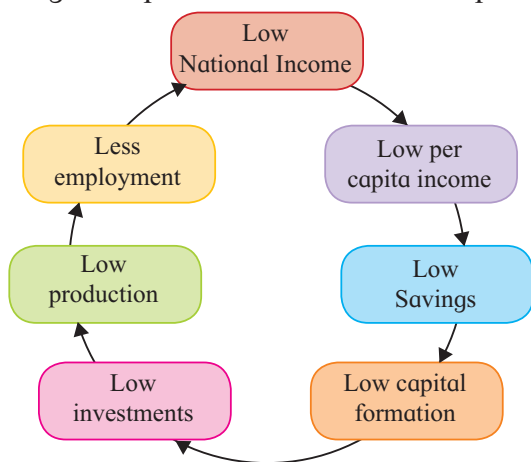 Low
National Income
Low per
capita income
Low
Savings
Low capital
formation
Low
investments
Low
production
Less
employment